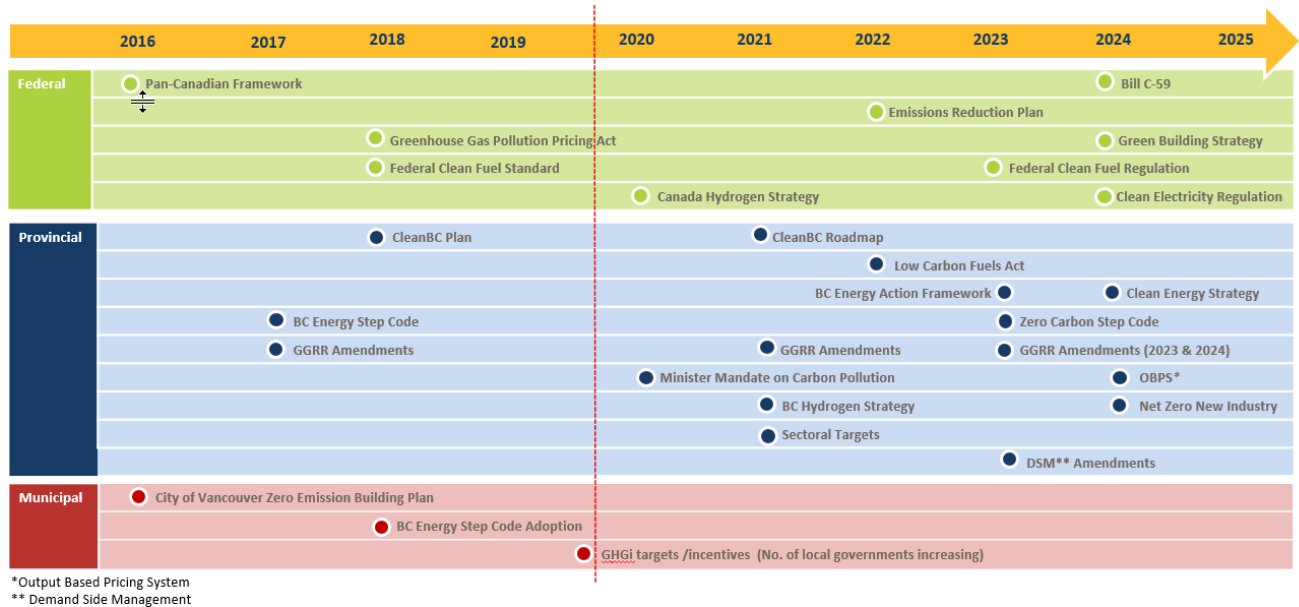 2016 2017 2018 2019 2020 2021 2022 2023 2024 2025
Federal
Pan-Canadian Framework Bill C-59
Emissions Reduction Plan
Greenhouse Gas Pollution Pricing Act Green Building Strategy
Federal Clean Fuel Standard Federal Clean Fuel Regulation
Canada Hydrogen Strategy Clean Electricity Regulation
Provincial
CleanBC Plan CleanBC Roadmap
Low Carbon Fuels Act
BC Energy Action Framework Clean Energy Strategy
BC Energy Step Code Zero Carbon Step Code
GGRR Amendments GGRR Amendments GGRR Amendments (2023 & 2024)
Minister Mandate on Carbon Pollution OBPS*
BC Hydrogen Strategy Net Zero New Industry
Sectoral Targets
DSM** Amendments
Municipal
City of Vancouver Zero Emission Building Plan
BC Energy Step Code Adoption
GHGi targets /incentives (No. of local governments increasing)
*Output Based Pricing System
** Demand Side Management